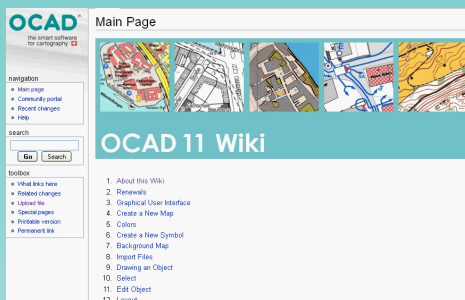 OCAD®
the smart software
for cartography
navigation
Main page
Community portal
Recent changes
Help
search
Go Search
toolbox
What links here
Related changes
Upload file
Special pages
Printable version
Permanent link
Main Page
OCAD 11 Wiki
1. About this Wiki
2. Renewals
3. Graphical User Interface
4. Create a New Map
5. Colors
6. Create a New Symbol
7. Background Map
8. Import Files
9. Drawing an Object
10. Select
11. Edit Object
12. Layout